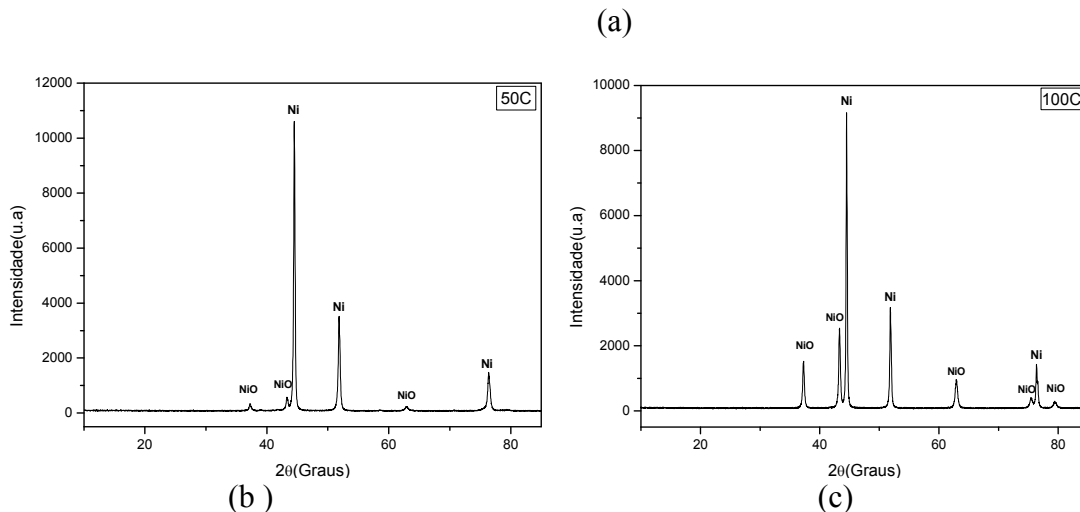 (a)
12000
10000
8000
6000
4000
2000
0
Intensidade(u.a)
50C
Ni
Ni
Ni
NiO
NiO
NiO
20
40
60
80
2θ(Graus)
(b )
10000
8000
6000
4000
2000
0
Intensidade(u.a)
100C
Ni
NiO
Ni
NiO
NiO
Ni
NiO
NiO
20
40
60
80
2θ(Graus)
(c)